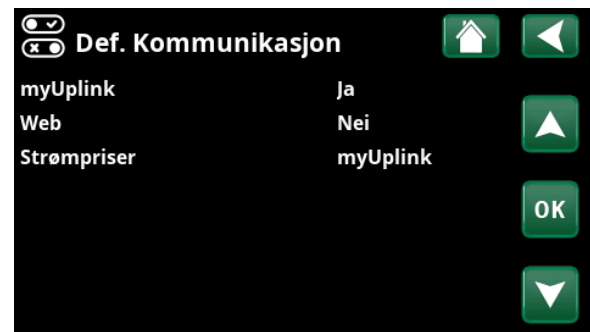 Def. Kommunikasjon
myUplink Ja
Web Nei
Strømpriser myUplink
OK